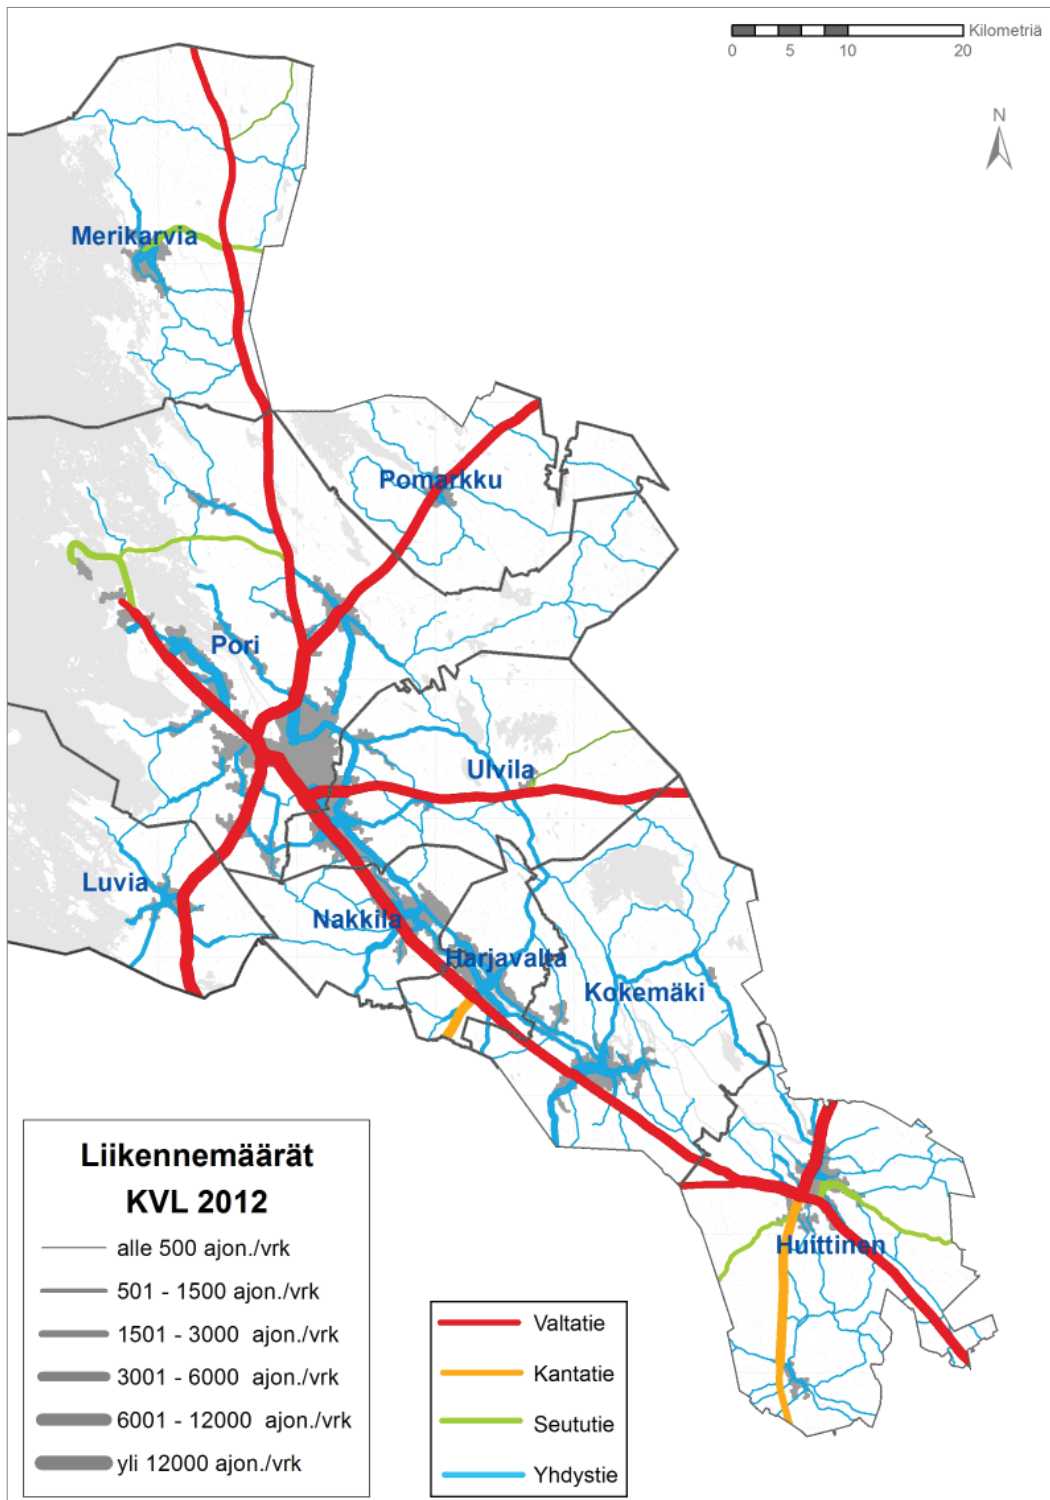 Kilometriä
0 5 10 20
N
Merikarvia
Pomarkku
Pori
Ulvila
Luvia
Nakkila
Harjavalta
Kokemäki
Huittinen
Liikennemäärät
KVL 2012
alle 500 ajon./vrk
501 - 1500 ajon./vrk
1501 - 3000 ajon./vrk
3001 - 6000 ajon./vrk
6001 - 12000 ajon./vrk
yli 12000 ajon./vrk
Valtatie
Kantatie
Seututie
Yhdystie